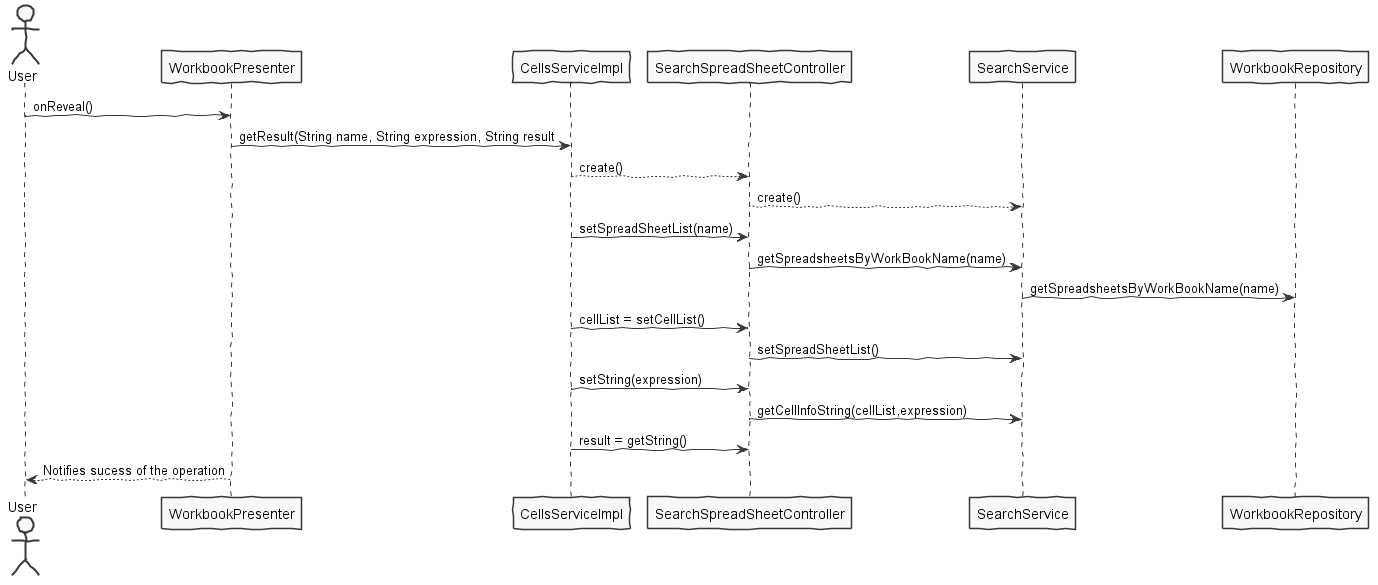 User
WorkbookPresenter
CellsServiceImpl
SearchSpreadSheetController
SearchService
WorkbookRepository
onReveal()
getResult(String name, String expression, String result
create()
create()
setSpreadSheetList(name)
getSpreadsheetsByWorkBookName(name)
getSpreadsheetsByWorkBookName(name)
cellList = setCellList()
setSpreadSheetList()
setString(expression)
getCellInfoString(cellList,expression)
result = getString()
Notifies sucess of the operation
User
WorkbookPresenter
CellsServiceImpl
SearchSpreadSheetController
SearchService
WorkbookRepository